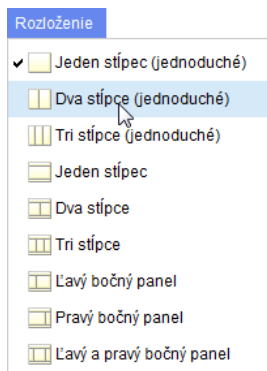 Rozloženie
Jeden stĺpec (jednoduché)
Dva stĺpce (jednoduché)
Tri stĺpce (jednoduché)
Jeden stĺpec
Dva stĺpce
Tri stĺpce
Ľavý bočný panel
Pravý bočný panel
Ľavý a pravý bočný panel